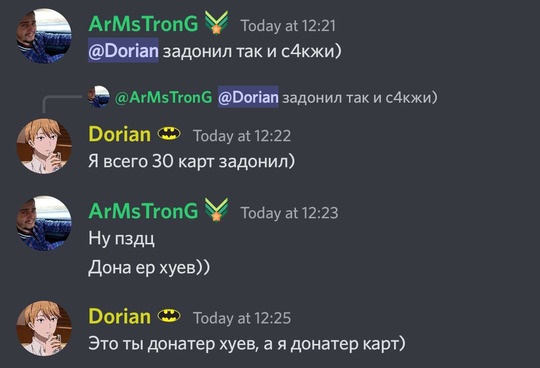 ArMsTronG Today at 12:21
@Dorian задонил так и с4кжи)
@ArMsTronG @Dorian задонил так и с4кжи)
Dorian Today at 12:22
Я всего 30 карт задонил)
ArMsTronG Today at 12:23
Ну пздц
Дона ер хуев))
Dorian Today at 12:25
Это ты донатер хуев, а я донатер карт)